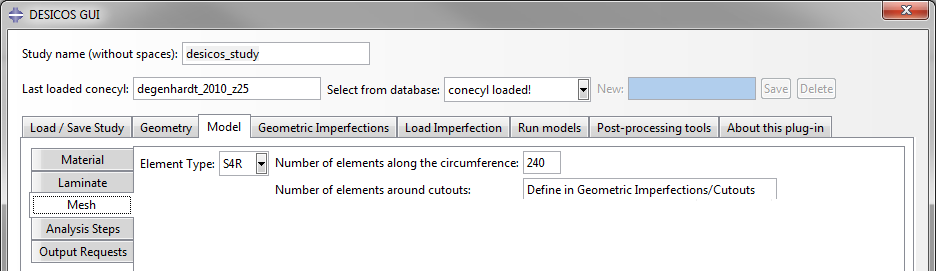 DESICOS GUI
Study name (without spaces): desicos_study
Last loaded conecyl: degenhardt_2010_z25 Select from database: conecyl loaded! New: Save Delete
Load / Save Study Geometry Model Geometric Imperfections Load Imperfection Run models Post-processing tools About this plug-in
Material Element Type: S4R Number of elements along the circumference: 240
Laminate Number of elements around cutouts: Define in Geometric Imperfections/Cutouts
Mesh
Analysis Steps
Output Requests